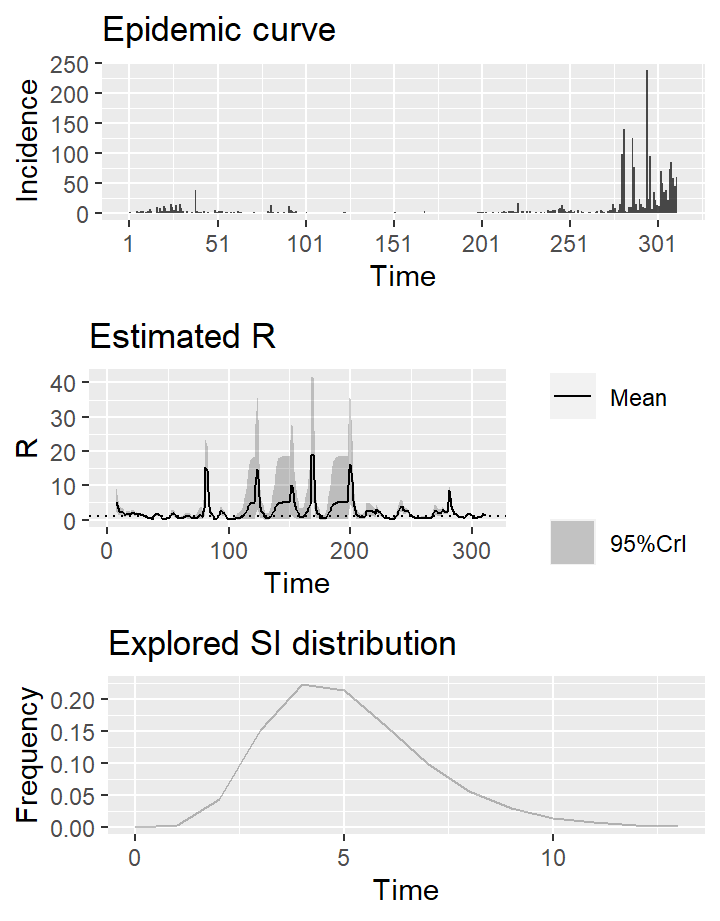 Epidemic curve
Incidence
250
200
150
100
50
0
1 51 101 151 201 251 301
Time
Estimated R
R
40
30
20
10
0
0 100 200 300
Time
Mean
95%CrI
Explored SI distribution
Frequency
0.20
0.15
0.10
0.05
0.00
0 5 10
Time